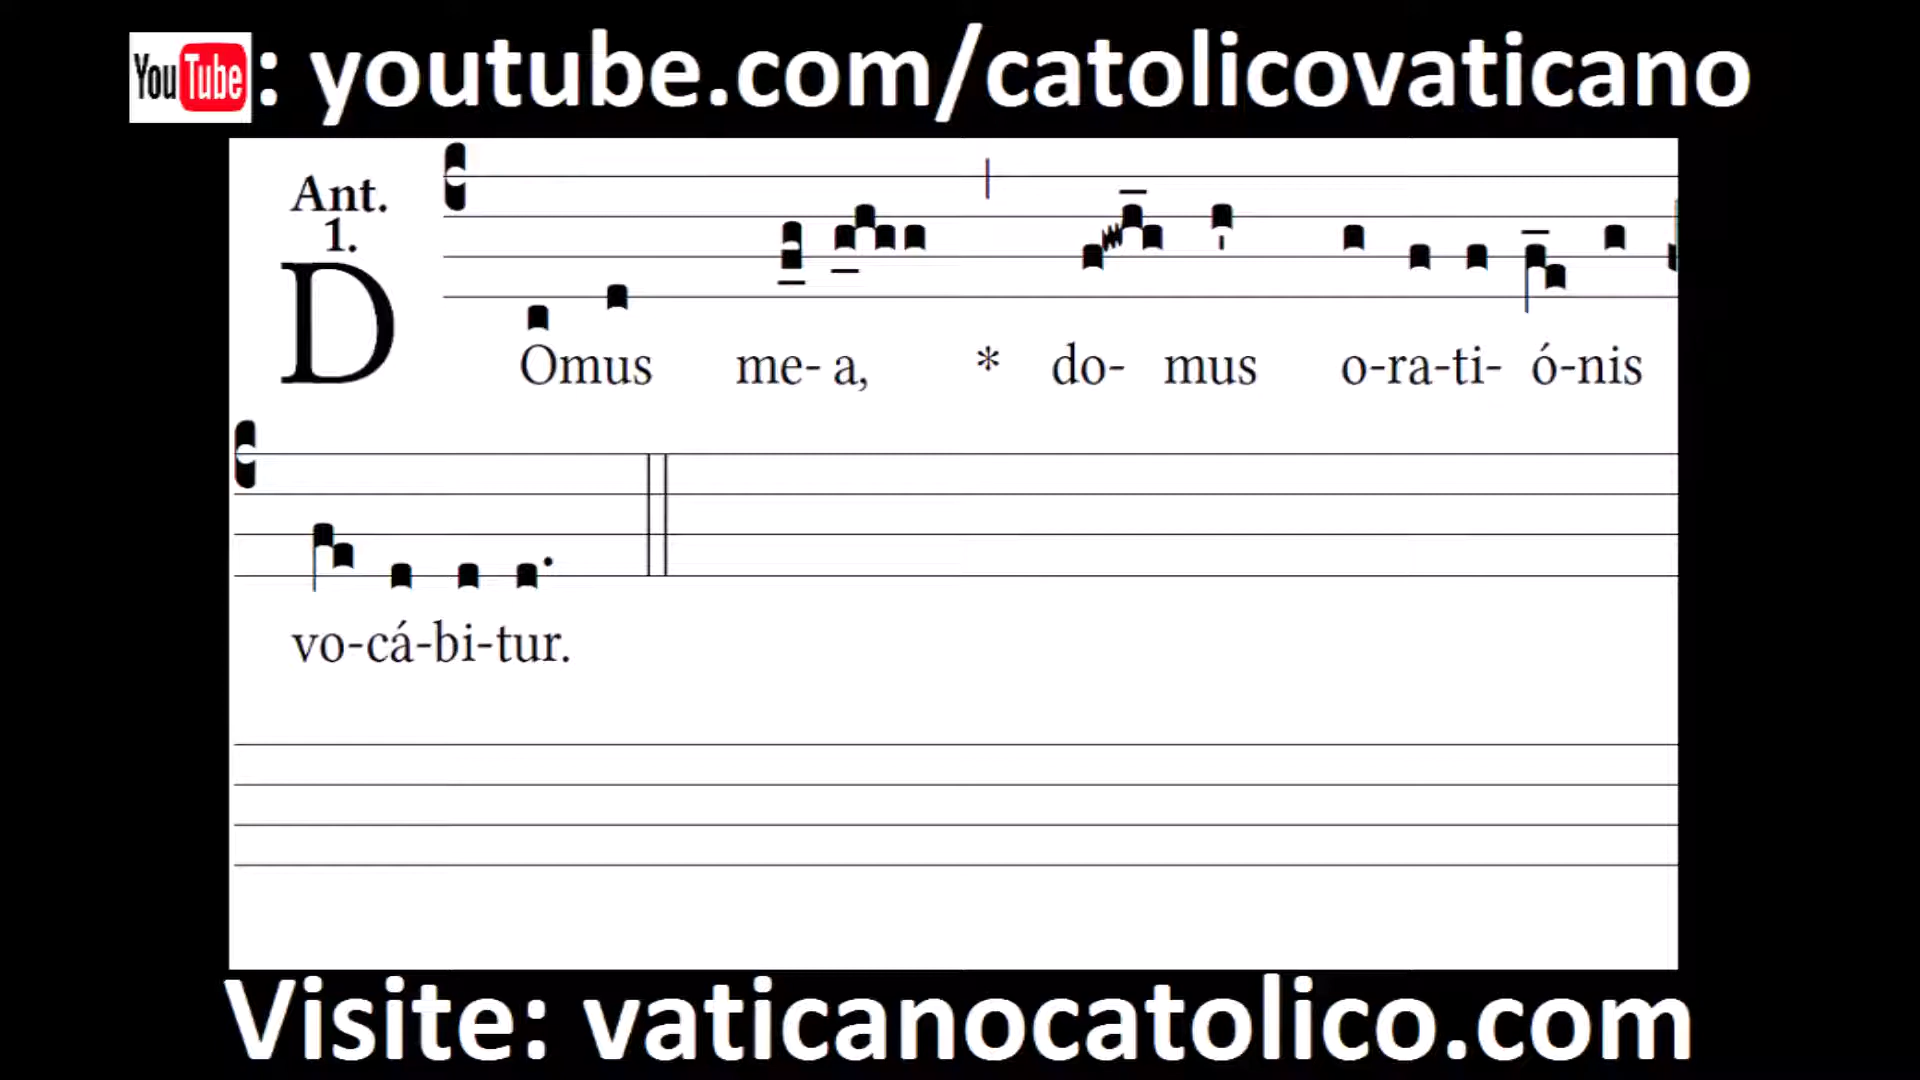 YouTube : youtube.com/catolicovaticano
Ant.
1.
DOmus me- a, * do- mus o-ra-ti- ó-nis
vo-cá-bi-tur.
Visite: vaticanocatolico.com